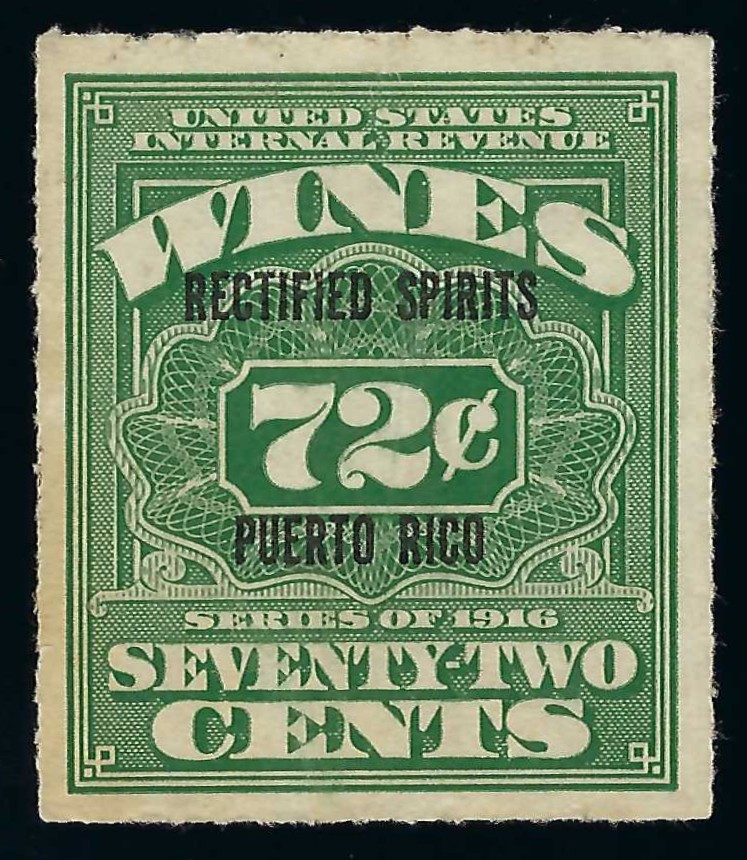 UNITED STATES
INTERNAL REVENUE
WINES
RECTIFIED SPIRITS
72¢
PUERTO RICO
SERIES OF 1916
SEVENTY-TWO
CENTS